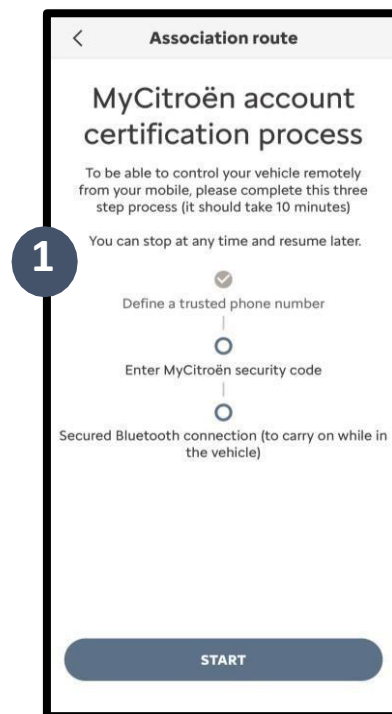 Association route
MyCitroën account
certification process
To be able to control your vehicle remotely
from your mobile, please complete this three
step process (it should take 10 minutes)
You can stop at any time and resume later.
1
Define a trusted phone number
Enter MyCitroën security code
Secured Bluetooth connection (to carry on while in
the vehicle)
START